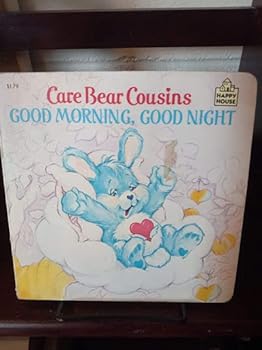 $1.79
Care Bear Cousins
GOOD MORNING, GOOD NIGHT
HAPPY
HOUSE